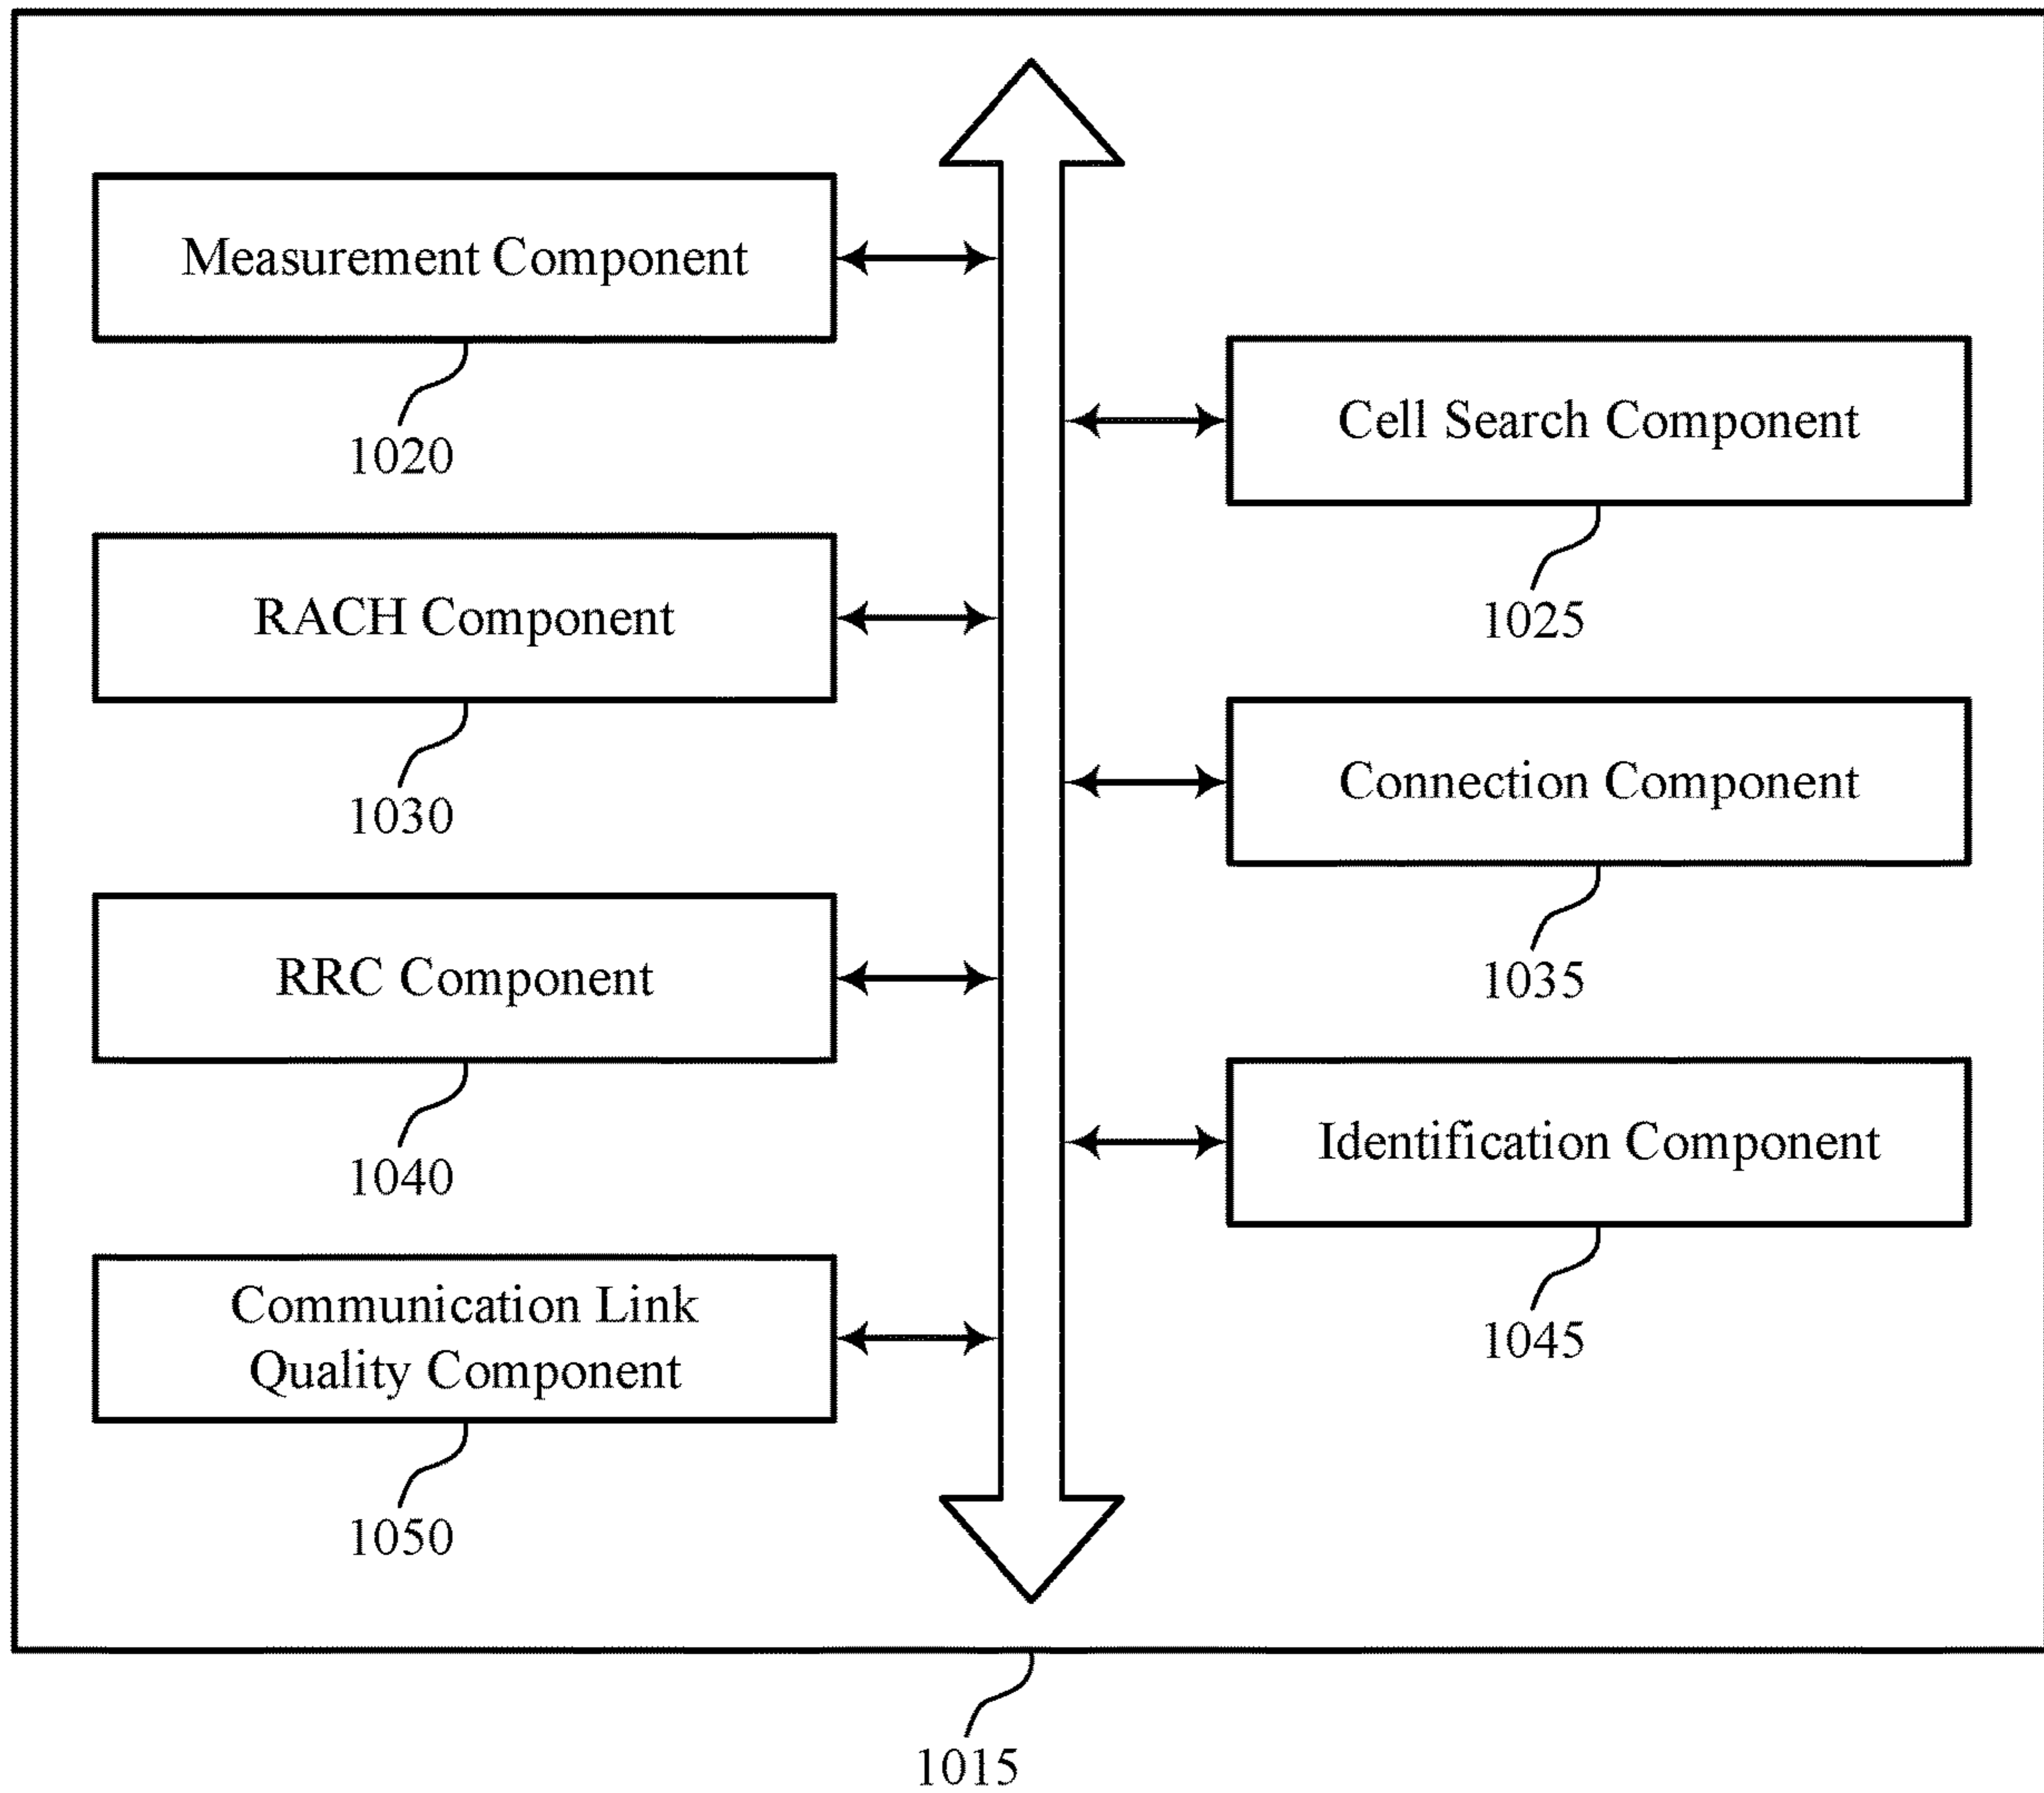 Measurement Component
1020
Cell Search Component
1025
RACH Component
1030
Connection Component
1035
RRC Component
1040
Identification Component
1045
Communication Link
Quality Component
1050
1015